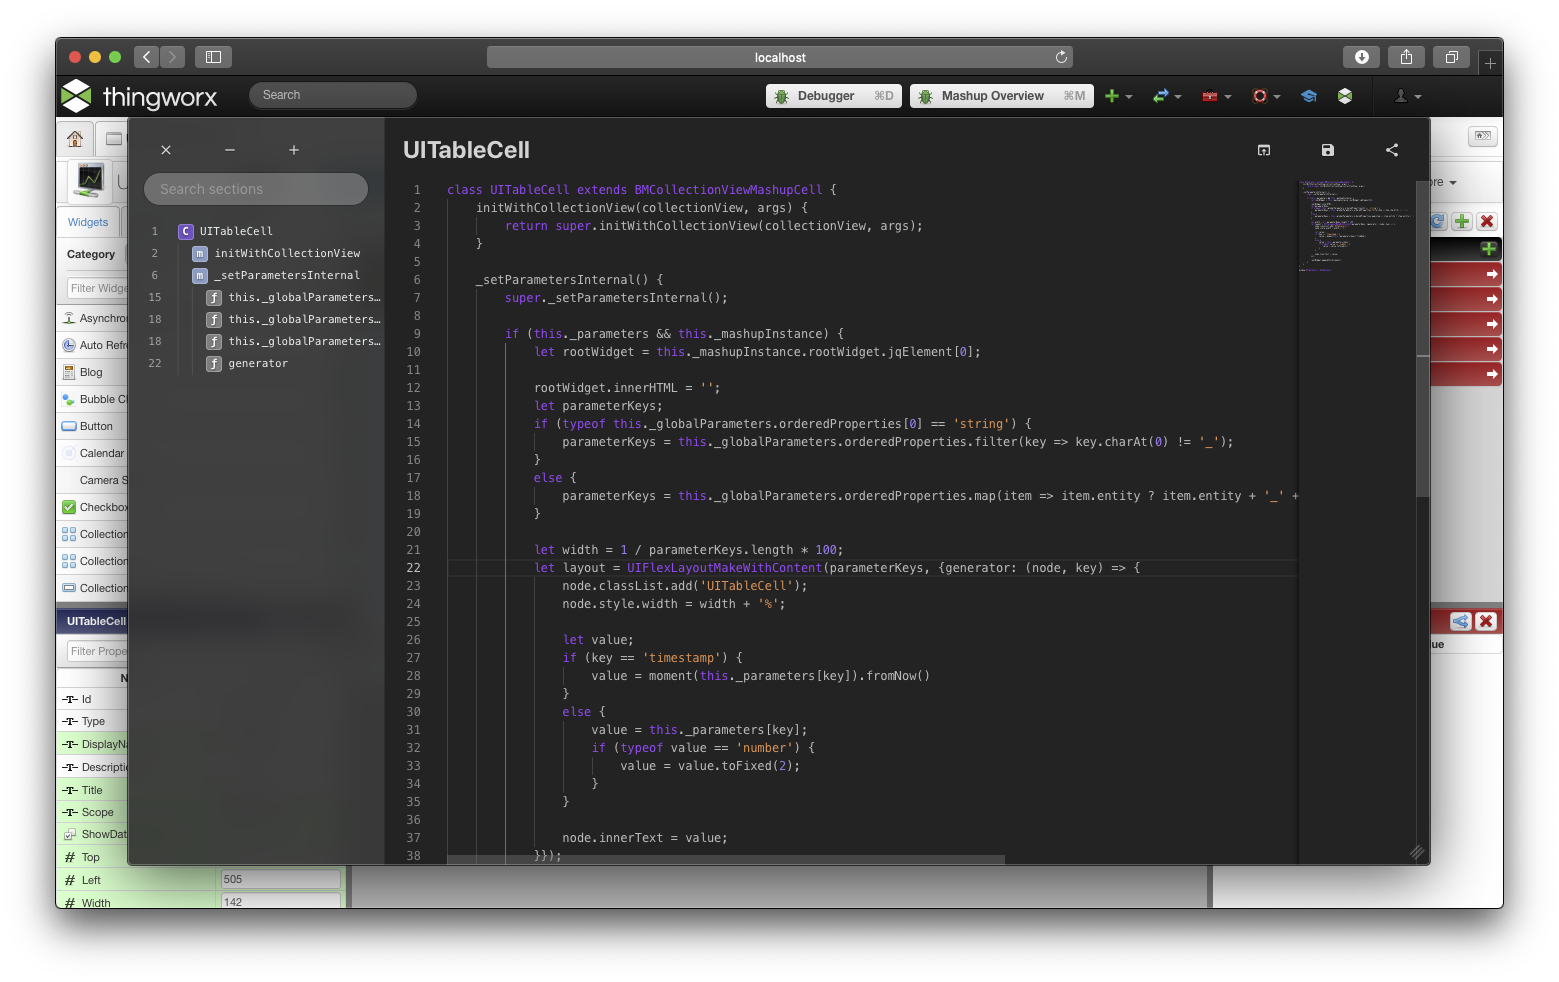 localhost
thingworx
Search
Debugger ⌘D
Mashup Overview ⌘M
Widgets
Category
Filter Widge
Asynchro
Auto Refr
Blog
Bubble C
Button
Calendar
Camera S
Checkbox
Collection
Collection
Collection
UITableCell
Filter Prope
Id
Type
DisplayNa
Descriptio
Title
Scope
ShowDat
Top
Left 505
Width 142
Search sections
1 C UITableCell
2 m initWithCollectionView
6 m _setParametersInternal
15 f this._globalParameters…
18 f this._globalParameters…
18 f this._globalParameters…
22 f generator
UITableCell
1 class UITableCell extends BMCollectionViewMashupCell {
2 initWithCollectionView(collectionView, args) {
3 return super.initWithCollectionView(collectionView, args);
4 }
5
6 _setParametersInternal() {
7 super._setParametersInternal();
8
9 if (this._parameters && this._mashupInstance) {
10 let rootWidget = this._mashupInstance.rootWidget.jqElement[0];
11
12 rootWidget.innerHTML = '';
13 let parameterKeys;
14 if (typeof this._globalParameters.orderedProperties[0] == 'string') {
15 parameterKeys = this._globalParameters.orderedProperties.filter(key => key.charAt(0) != '_');
16 }
17 else {
18 parameterKeys = this._globalParameters.orderedProperties.map(item => item.entity ? item.entity + '_' +
19 }
20
21 let width = 1 / parameterKeys.length * 100;
22 let layout = UIFlexLayoutMakeWithContent(parameterKeys, {generator: (node, key) => {
23 node.classList.add('UITableCell');
24 node.style.width = width + '%';
25
26 let value;
27 if (key == 'timestamp') {
28 value = moment(this._parameters[key]).fromNow()
29 }
30 else {
31 value = this._parameters[key];
32 if (typeof value == 'number') {
33 value = value.toFixed(2);
34 }
35 }
36
37 node.innerText = value;
38 }});
ore
ue